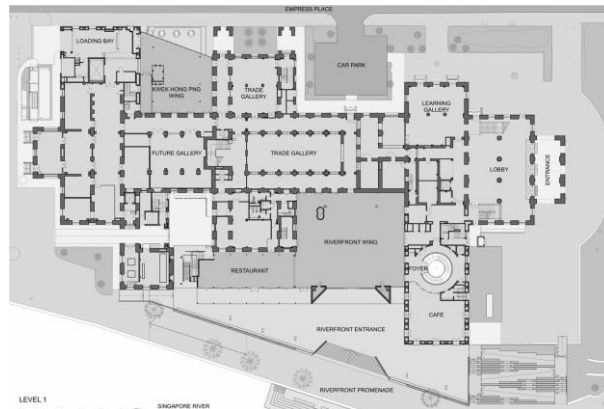 EMPRESS PLACE
LOADING BAY
CAR PARK
KWEK HONG PNG
WING
TRADE
GALLERY
LEARNING
GALLERY
FUTURE GALLERY
TRADE GALLERY
LOBBY
ENTRANCE
RIVERFRONT WING
RESTAURANT
FOYER
CAFE
RIVERFRONT ENTRANCE
RIVERFRONT PROMENADE
LEVEL 1
SINGAPORE RIVER